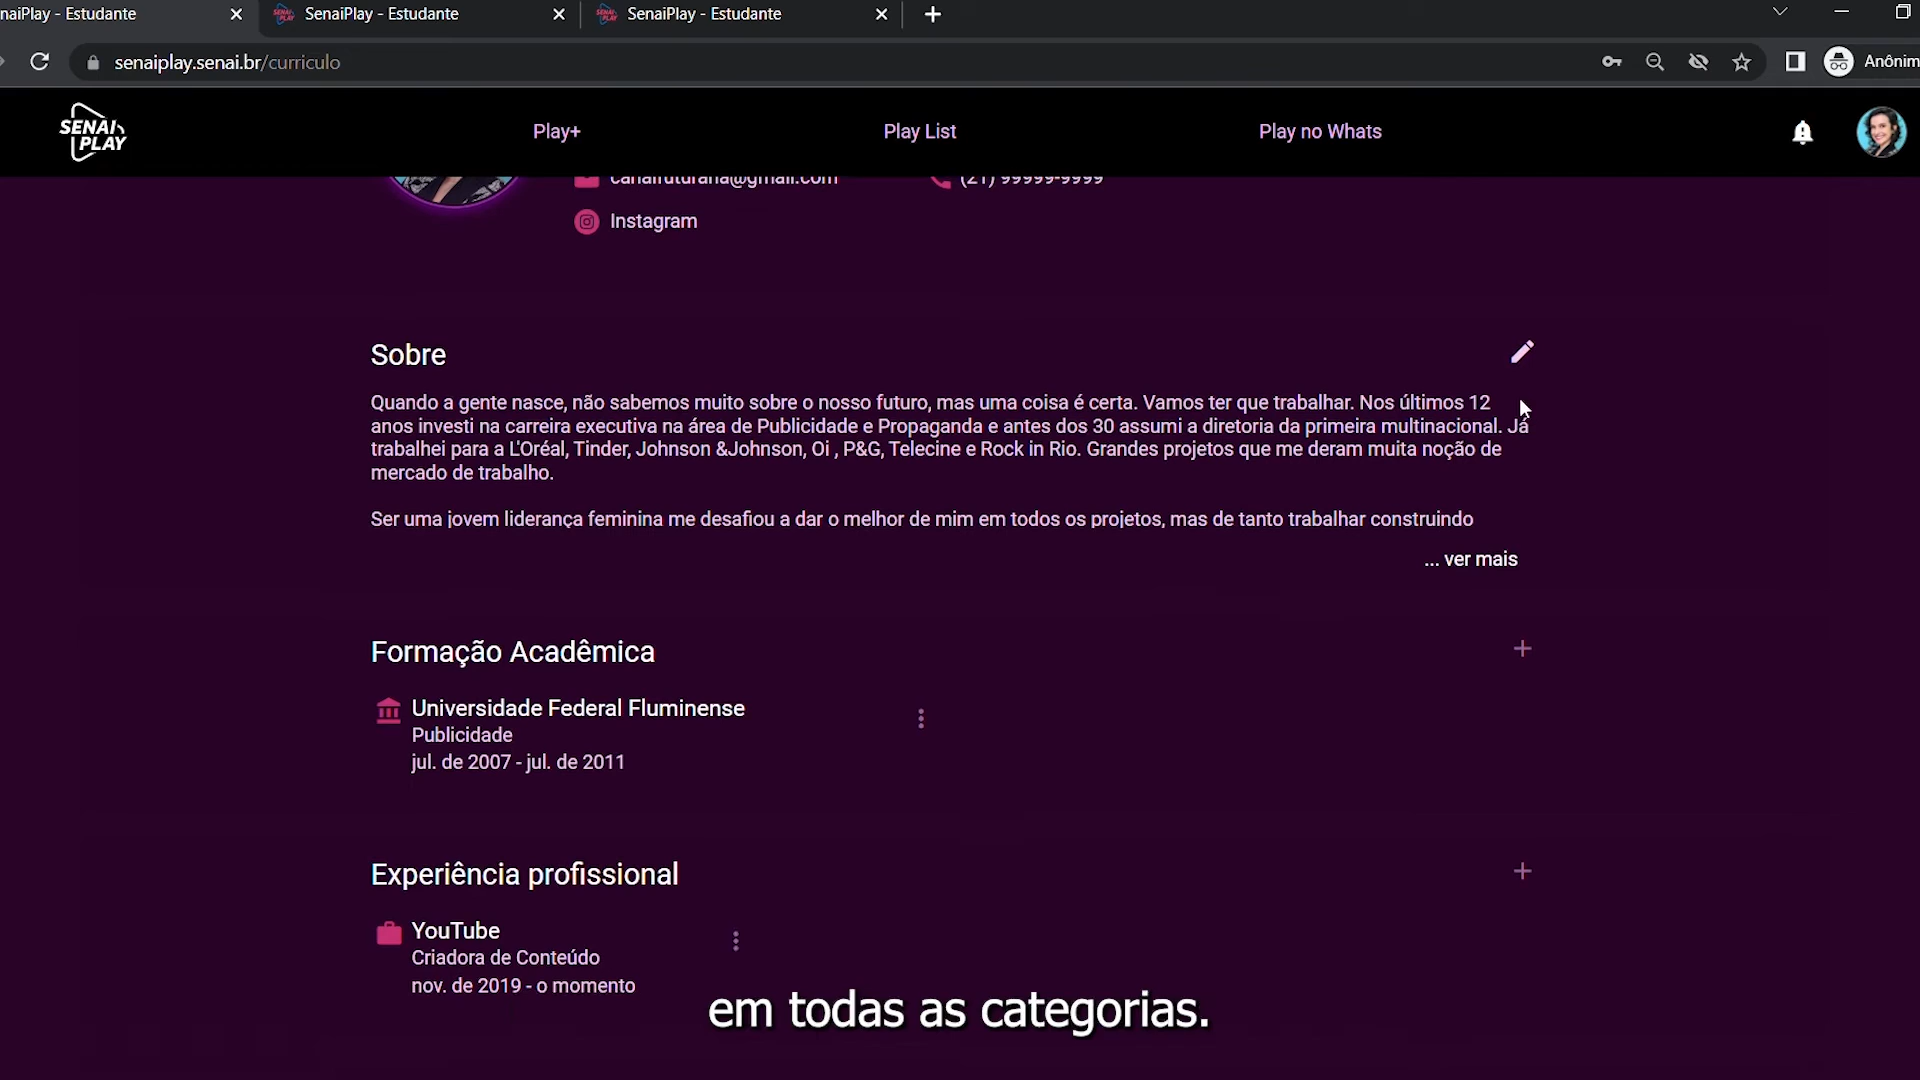 naiPlay - Estudante
SenaiPlay - Estudante
SenaiPlay - Estudante
senaiplay.senai.br/curriculo
Anônim
SENAI
PLAY
Play+
Play List
Play no Whats
canalfuturana@gmail.com
(21) 99999-9999
Instagram
Sobre
Quando a gente nasce, não sabemos muito sobre o nosso futuro, mas uma coisa é certa. Vamos ter que trabalhar. Nos últimos 12
anos investi na carreira executiva na área de Publicidade e Propaganda e antes dos 30 assumi a diretoria da primeira multinacional. Já
trabalhei para a L'Oréal, Tinder, Johnson &Johnson, Oi , P&G, Telecine e Rock in Rio. Grandes projetos que me deram muita noção de
mercado de trabalho.
Ser uma jovem liderança feminina me desafiou a dar o melhor de mim em todos os projetos, mas de tanto trabalhar construindo
... ver mais
Formação Acadêmica
Universidade Federal Fluminense
Publicidade
jul. de 2007 - jul. de 2011
Experiência profissional
YouTube
Criadora de Conteúdo
nov. de 2019 - o momento
em todas as categorias.